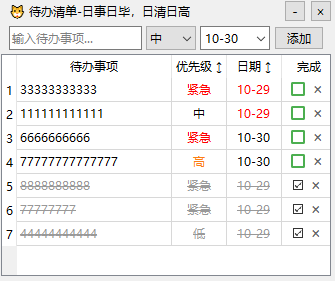 待办清单-日事日毕，日清日高 - ×
输入待办事项... 中 10-30 添加
待办事项 优先级 ↕ 日期 ↕ 完成
1 33333333333 紧急 10-29 ×
2 111111111111 中 10-29 ×
3 6666666666 紧急 10-30 ×
4 77777777777777 高 10-30 ×
5 8888888888 紧急 10-29 ×
6 77777777 紧急 10-29 ×
7 44444444444 低 10-29 ×